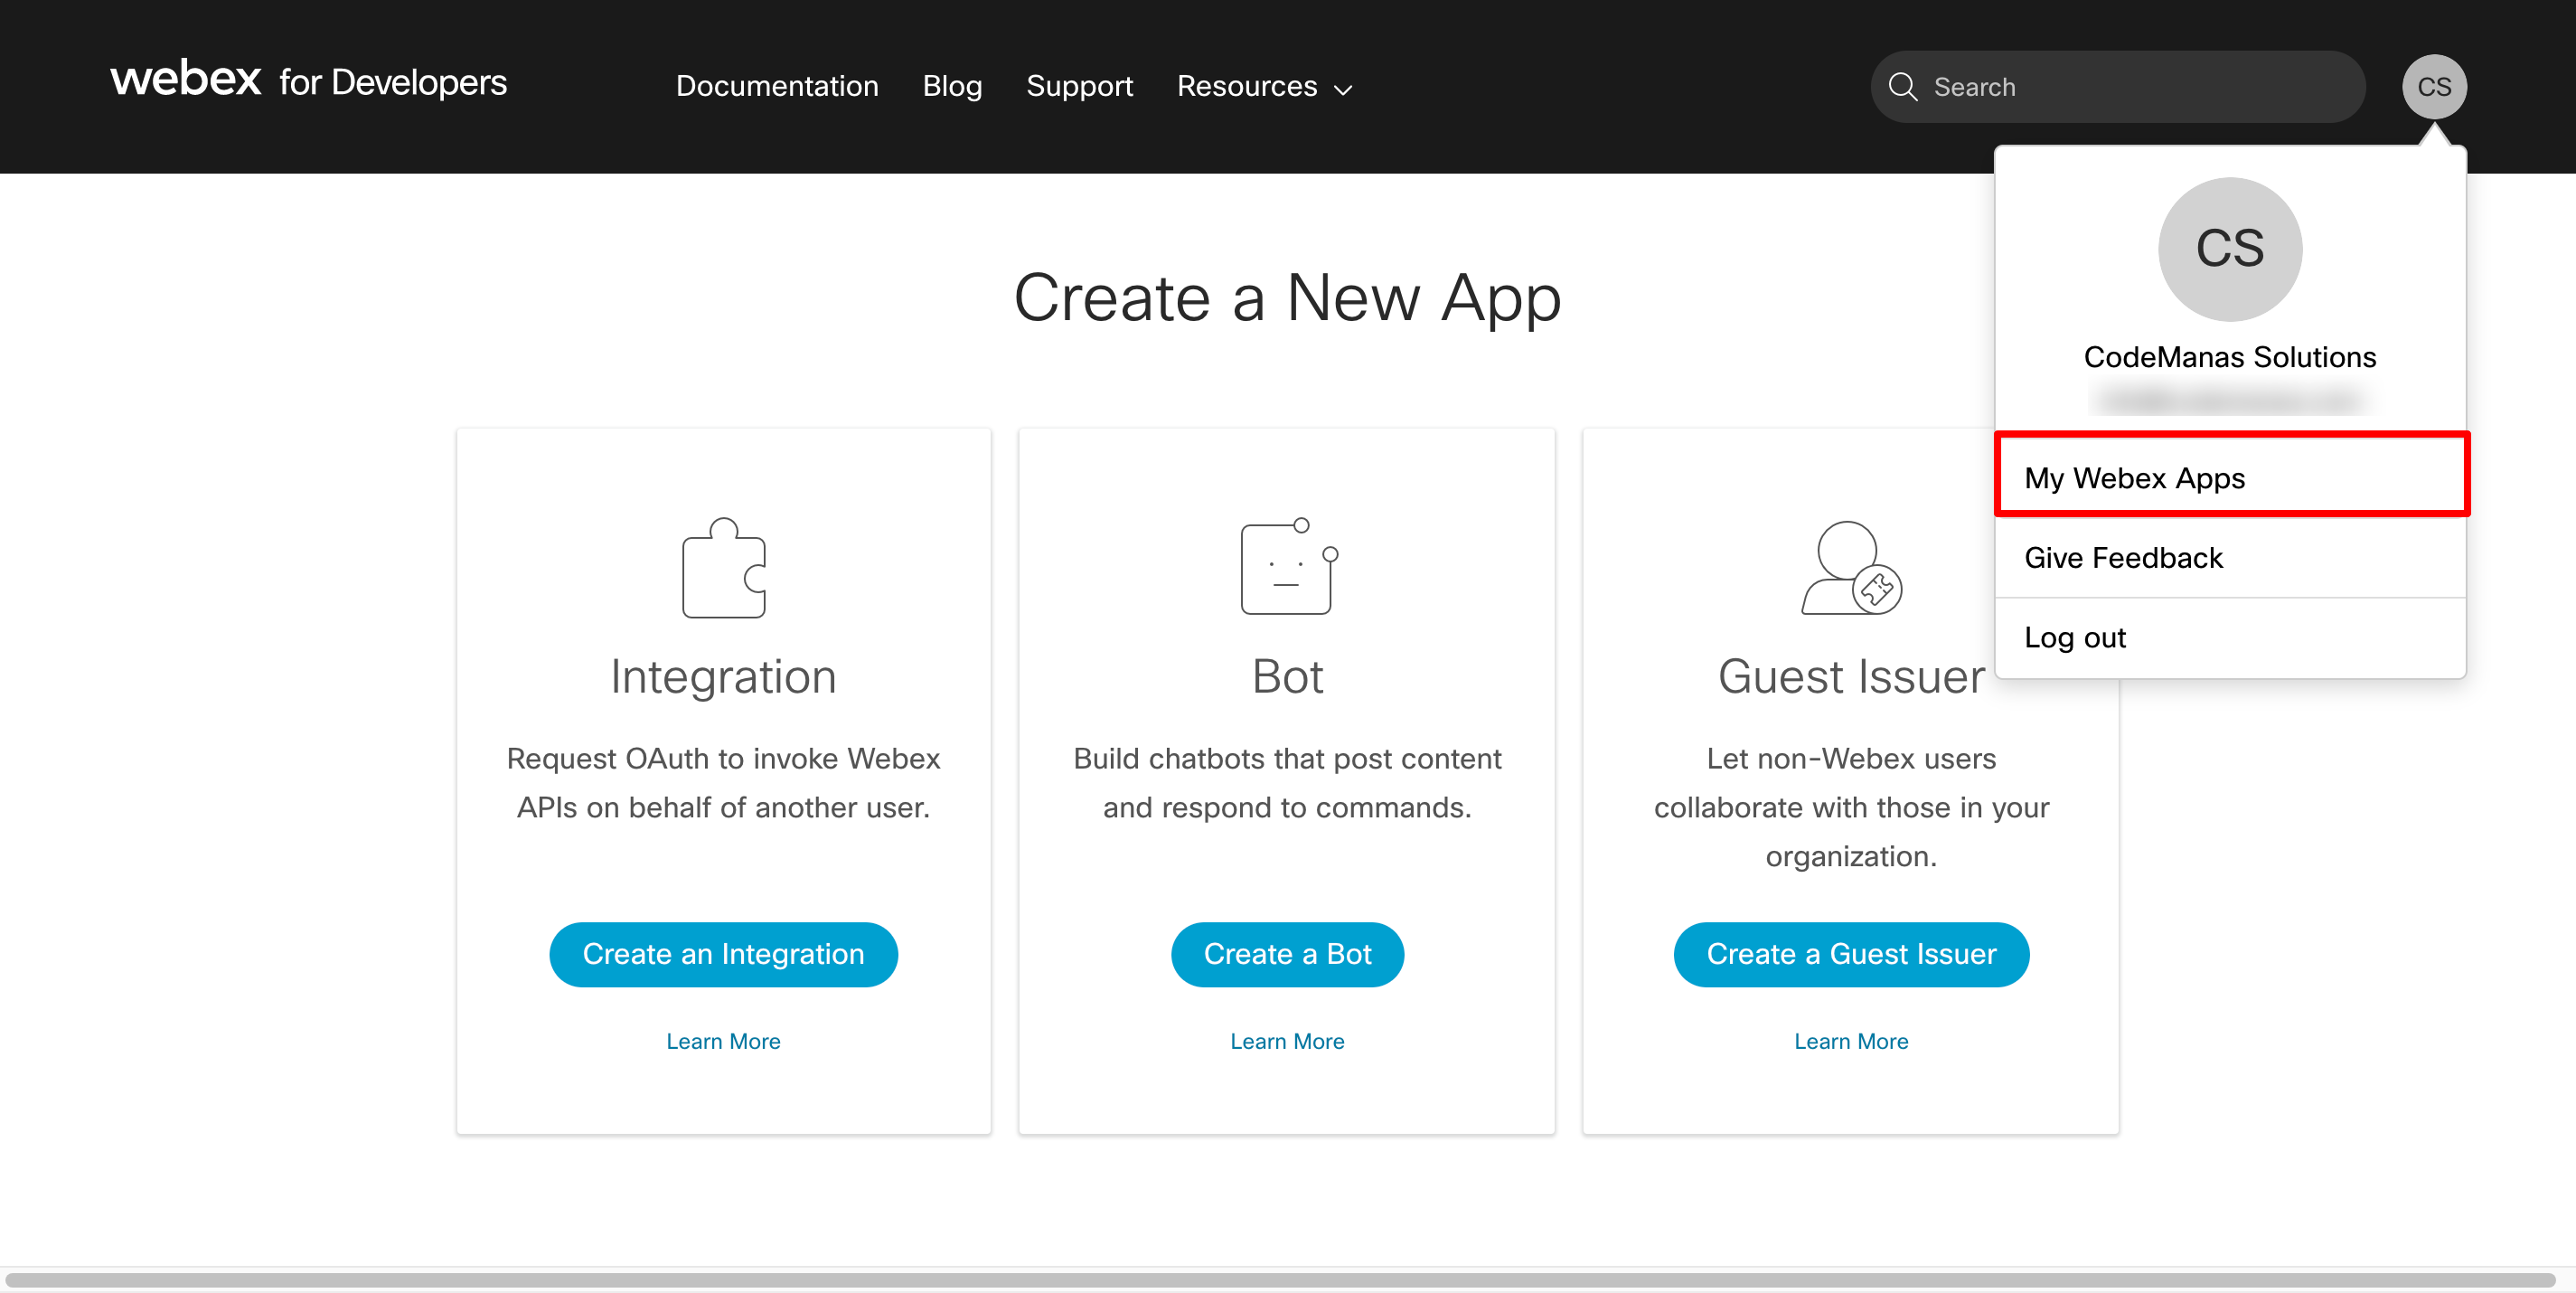 webex for Developers
Documentation Blog Support Resources
Search
CS
CS
CodeManas Solutions
My Webex Apps
Give Feedback
Log out
Create a New App
Integration
Request OAuth to invoke Webex
APIs on behalf of another user.
Create an Integration
Learn More
Bot
Build chatbots that post content
and respond to commands.
Create a Bot
Learn More
Guest Issuer
Let non-Webex users
collaborate with those in your
organization.
Create a Guest Issuer
Learn More